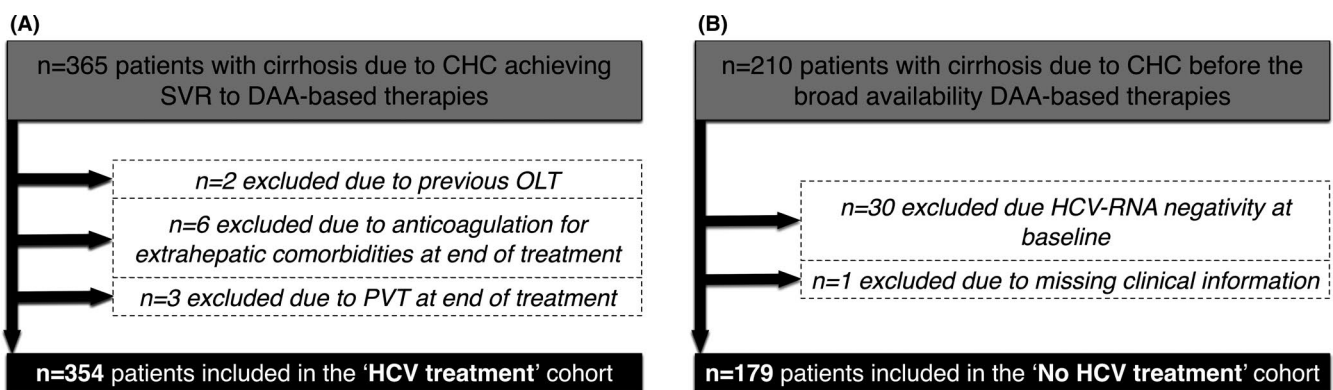 (A)
n=365 patients with cirrhosis due to CHC achieving
SVR to DAA-based therapies
n=2 excluded due to previous OLT
n=6 excluded due to anticoagulation for
extrahepatic comorbidities at end of treatment
n=3 excluded due to PVT at end of treatment
n=354 patients included in the ‘HCV treatment’ cohort
(B)
n=210 patients with cirrhosis due to CHC before the
broad availability DAA-based therapies
n=30 excluded due HCV-RNA negativity at
baseline
n=1 excluded due to missing clinical information
n=179 patients included in the ‘No HCV treatment’ cohort